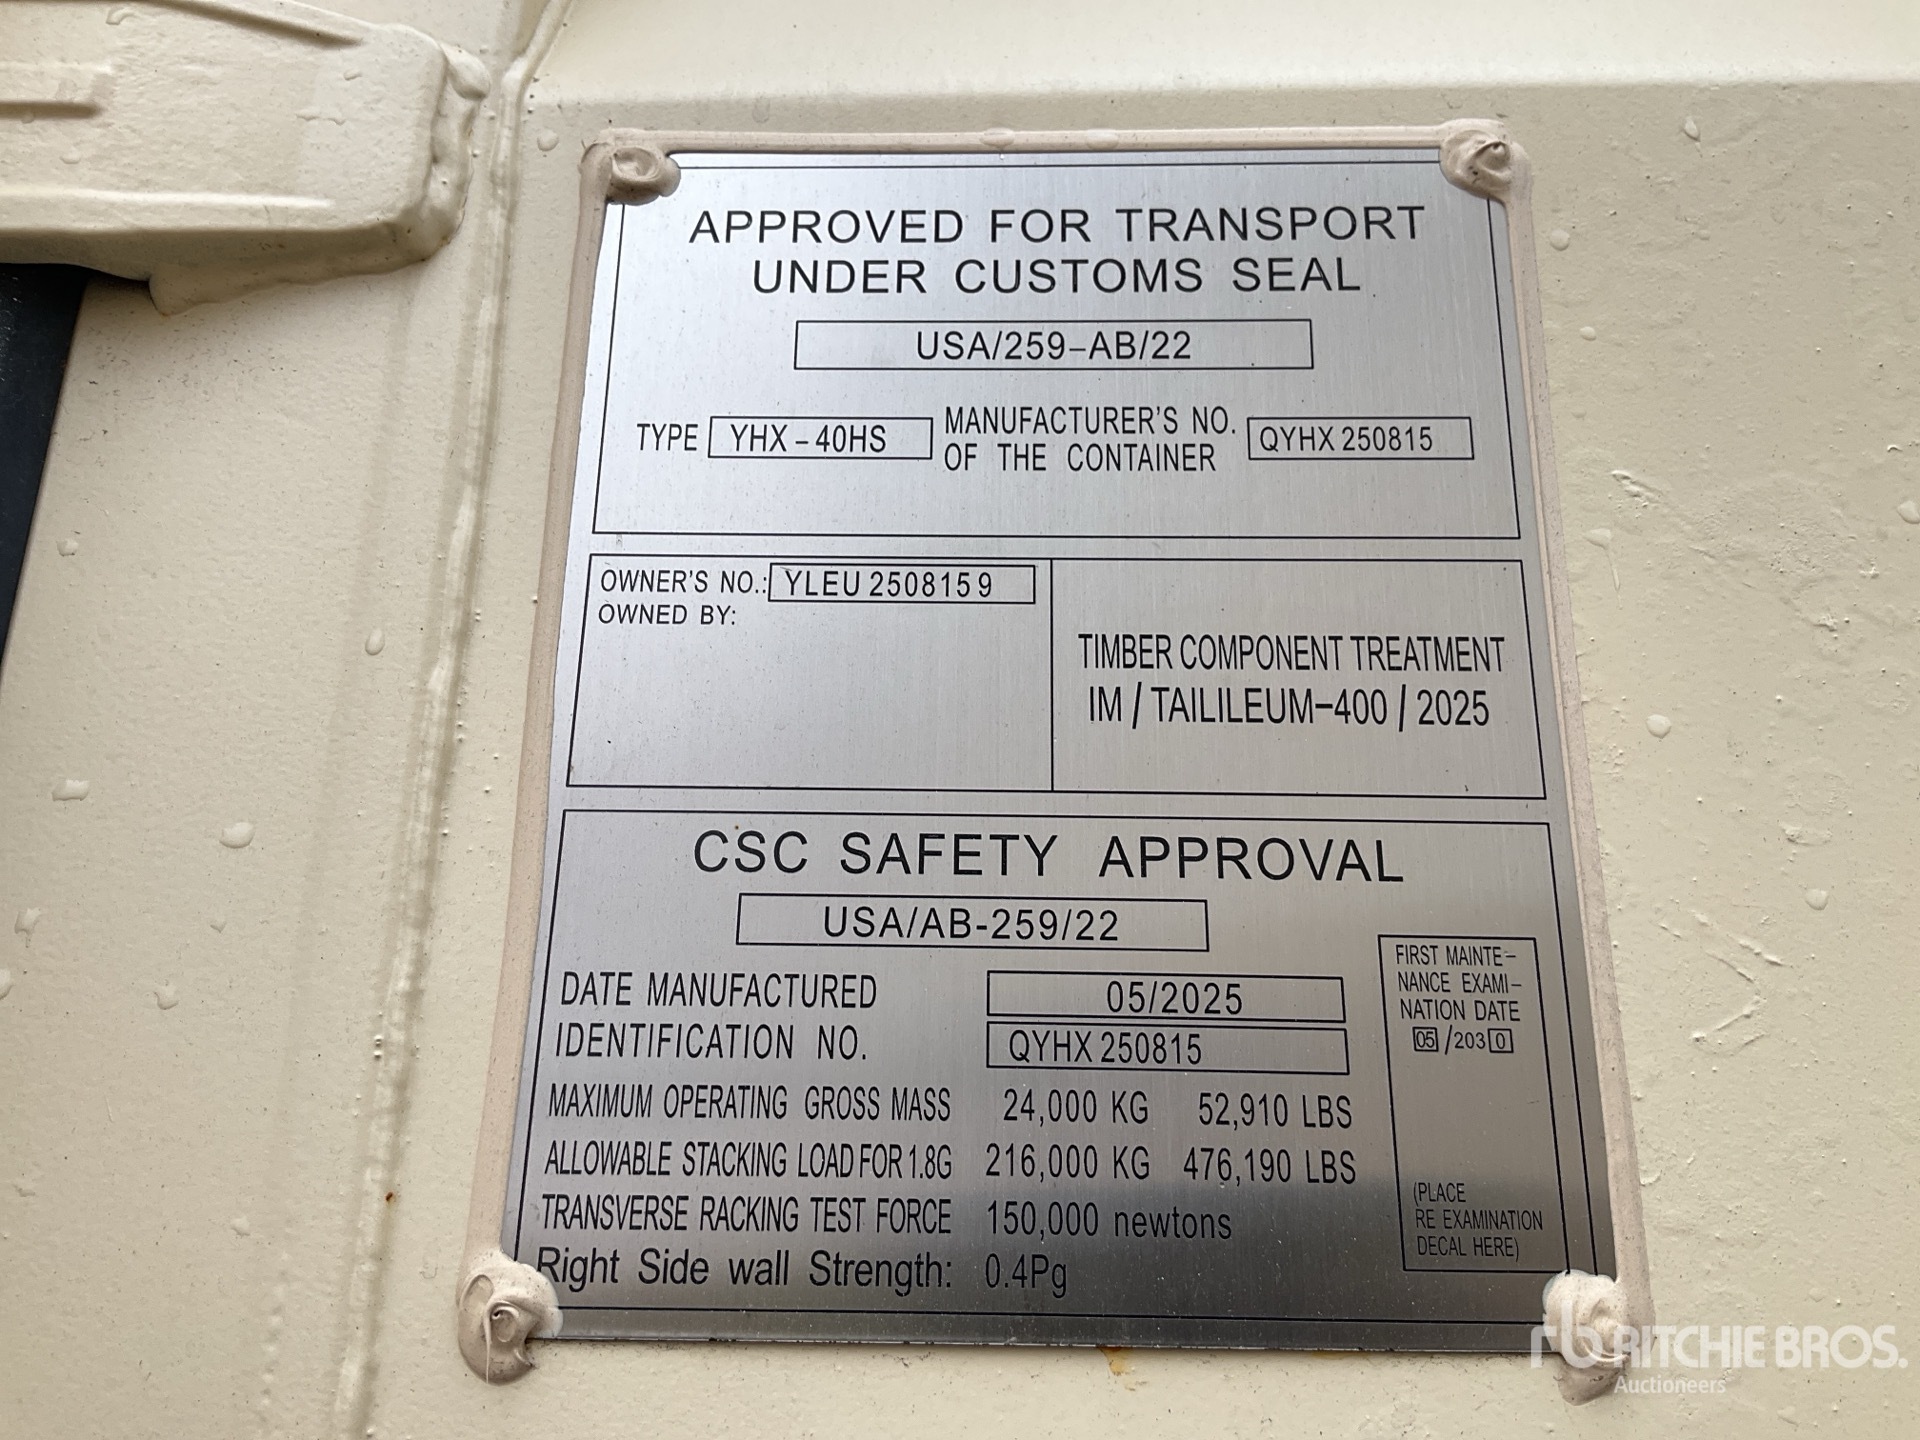 APPROVED FOR TRANSPORT
UNDER CUSTOMS SEAL
USA/259-AB/22
TYPE YHX-40HS MANUFACTURER'S NO. OF THE CONTAINER QYHX 250815
OWNER'S NO.: YLEU 250815 9
OWNED BY:
TIMBER COMPONENT TREATMENT
IM / TAILILEUM-400 / 2025
CSC SAFETY APPROVAL
USA/AB-259/22
DATE MANUFACTURED 05/2025
IDENTIFICATION NO. QYHX 250815
MAXIMUM OPERATING GROSS MASS 24,000 KG 52,910 LBS
ALLOWABLE STACKING LOAD FOR 1.8G 216,000 KG 476,190 LBS
TRANSVERSE RACKING TEST FORCE 150,000 newtons
Right Side wall Strength: 0.4Pg
FIRST MAINTE-
NANCE EXAMI-
NATION DATE
05/2030
(PLACE
RE EXAMINATION
DECAL HERE)
rb RITCHIE BROS.
Auctioneers